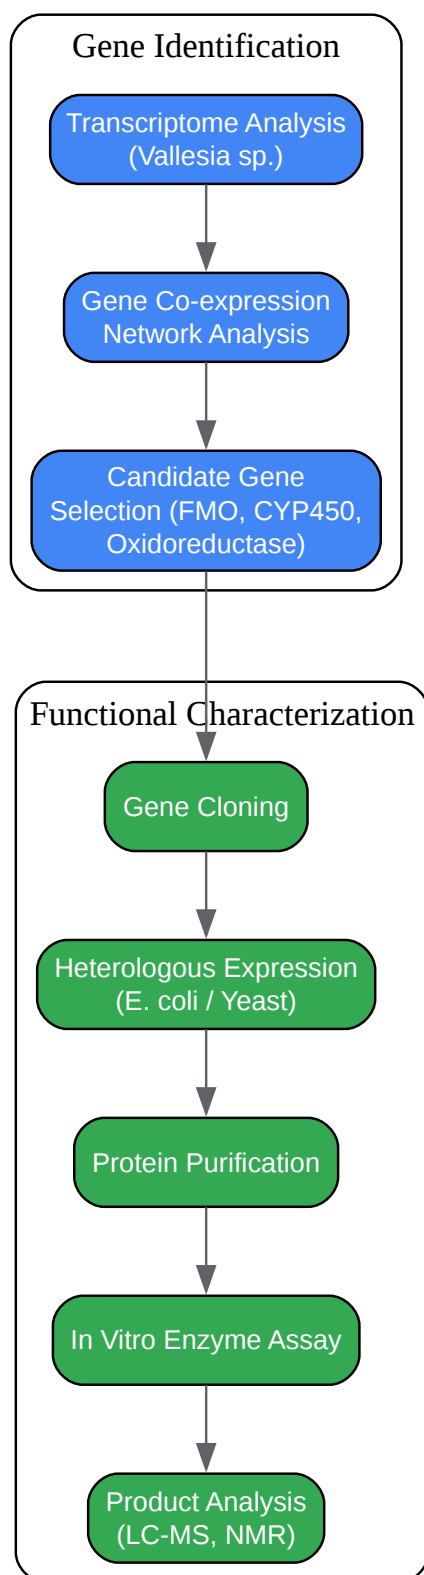 Gene Identification
Transcriptome Analysis
(Vallesia sp.)
Gene Co-expression
Network Analysis
Candidate Gene
Selection (FMO, CYP450,
Oxidoreductase)
Functional Characterization
Gene Cloning
Heterologous Expression
(E. coli / Yeast)
Protein Purification
In Vitro Enzyme Assay
Product Analysis
(LC-MS, NMR)